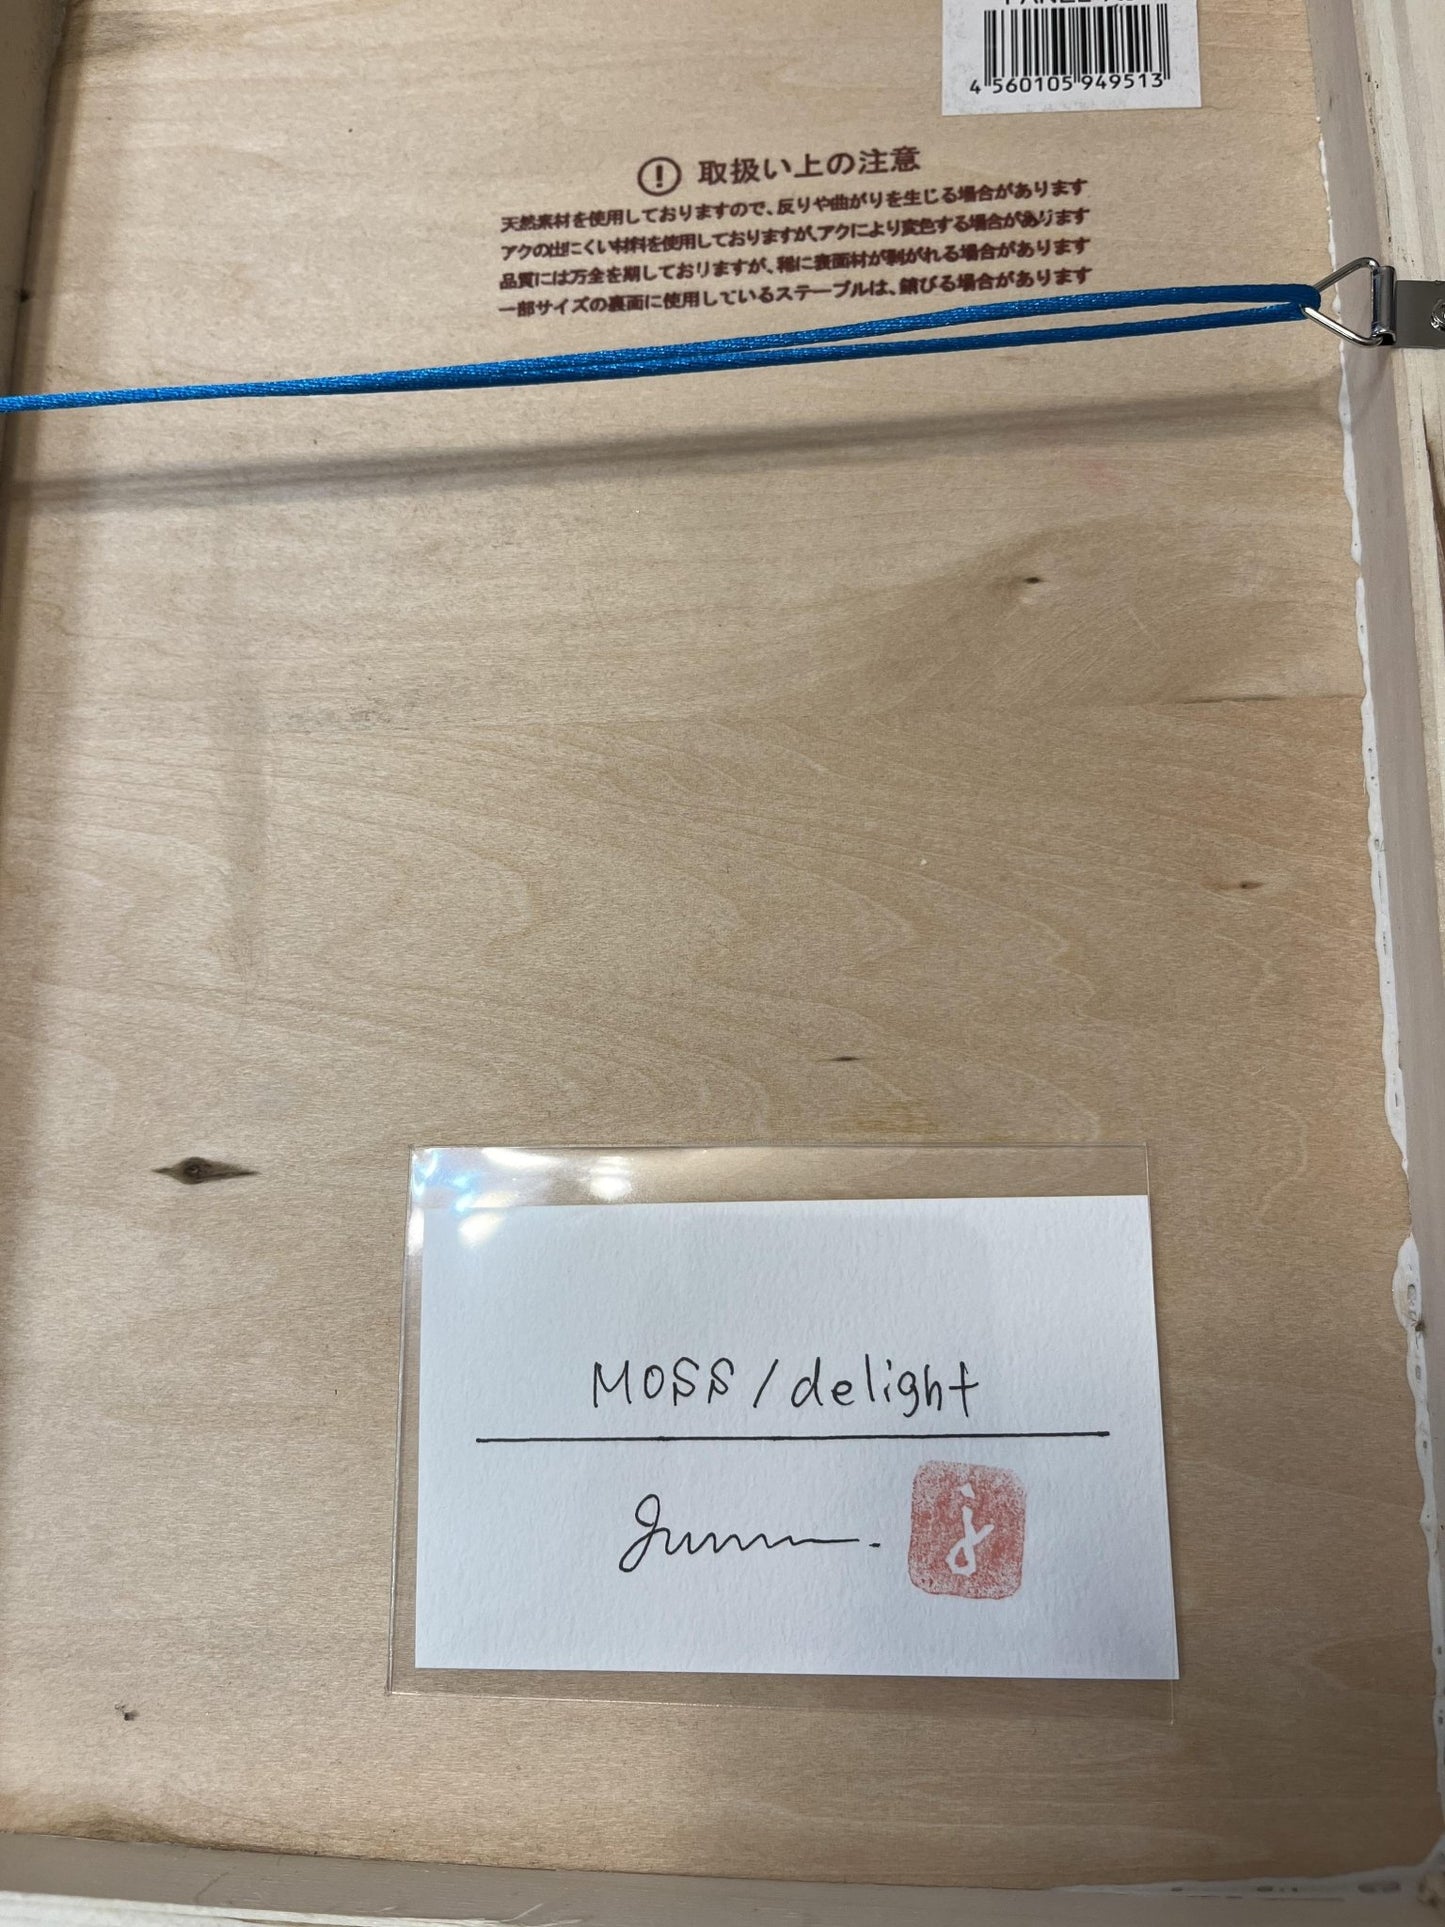 4 560105 949513
取扱い上の注意
天然素材を使用しておりますので、反りや曲がりを生じる場合があります
アクの出にくい材料を使用しておりますが、アクにより変色する場合があります
品質には万全を期しておりますが、稀に表面材が剥がれる場合があります
一部サイズの裏面に使用しているステープルは、錆びる場合があります
MOSS / delight
j